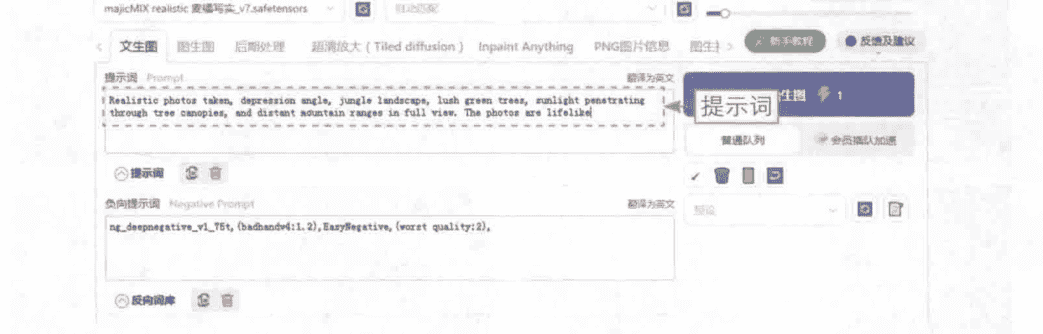 majicMIX realistic 麦橘写实_v7.safetensors
文生图 图生图 后期处理 超清放大(Tiled diffusion) Inpaint Anything PNG图片信息 图生
新手教程
反馈及建议
提示词 Prompt
翻译为英文
Realistic photos taken, depression angle, jungle landscape, lush green trees, sunlight penetrating
through tree canopies, and distant mountain ranges in full view. The photos are lifelike
提示词
生图 1
普通队列
会员插队加速
提示词
负向提示词 Negative Prompt
翻译为英文
预设
ng_deepnegative_v1_75t,(badhandv4:1.2),EasyNegative,(worst quality:2),
反向词库